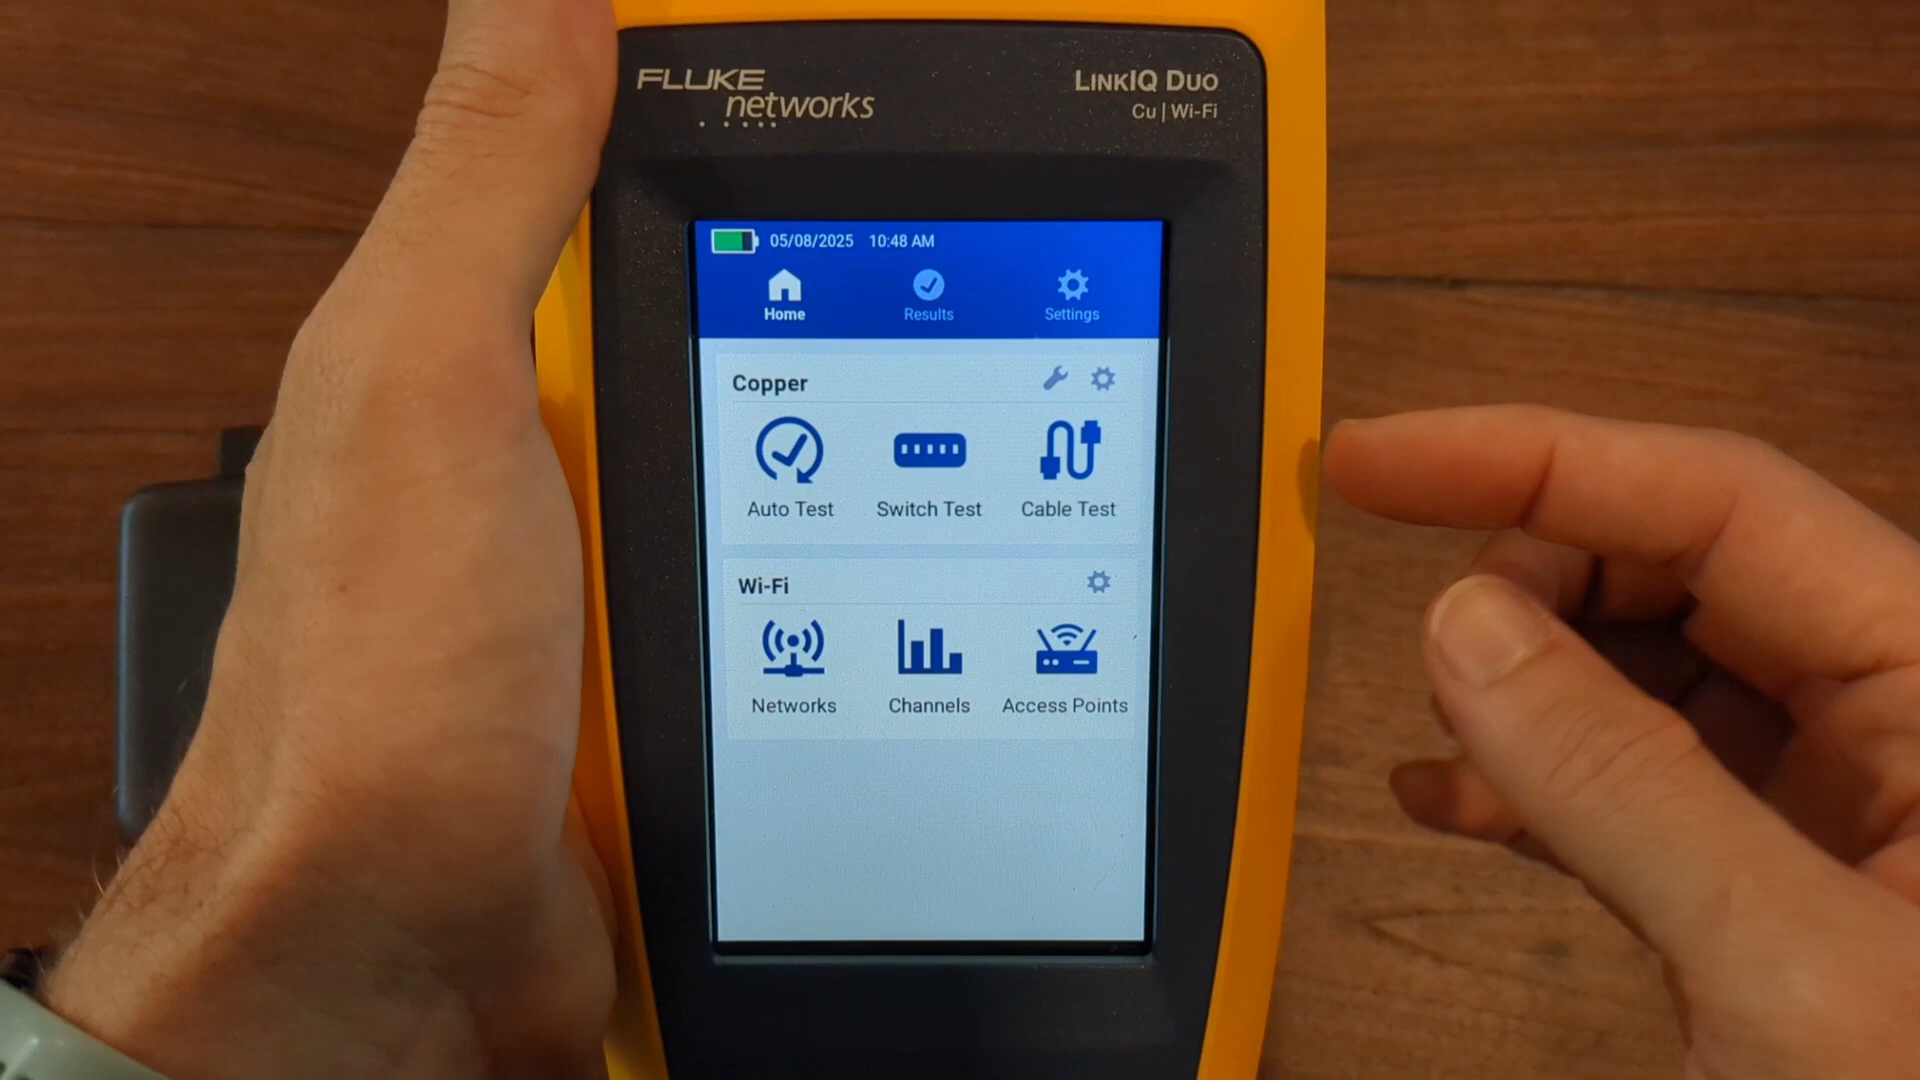 FLUKE
networks
LINKIQ DUO
Cu | Wi-Fi
05/08/2025 10:48 AM
Home Results Settings
Copper
Auto Test Switch Test Cable Test
Wi-Fi
Networks Channels Access Points